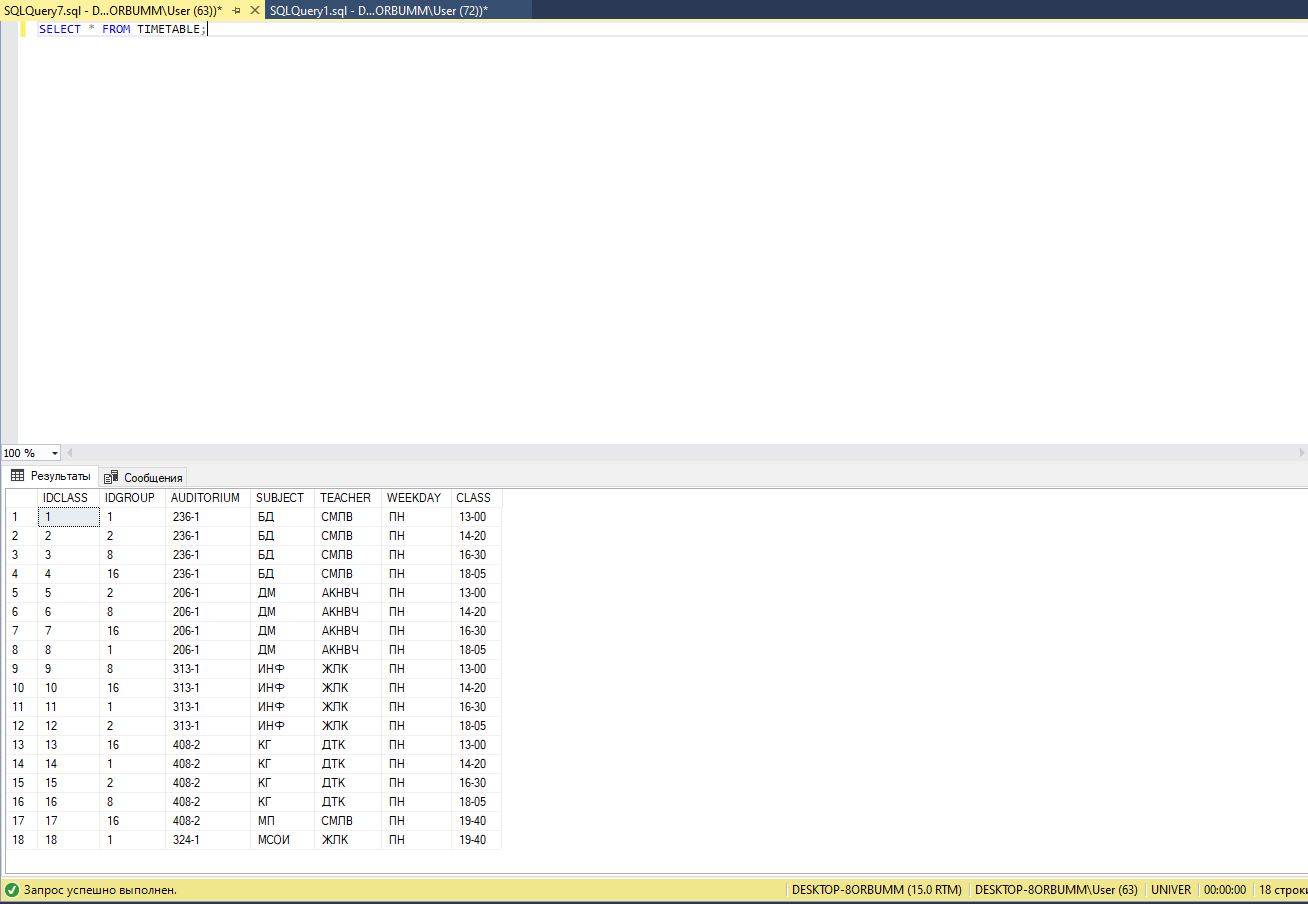 SQLQuery7.sql - D...ORBUMM\User (63))* SQLQuery1.sql - D...ORBUMM\User (72))*
SELECT * FROM TIMETABLE;
100 %
Результаты Сообщения
IDCLASS IDGROUP AUDITORIUM SUBJECT TEACHER WEEKDAY CLASS
1 1 1 236-1 БД СМЛВ ПН 13-00
2 2 2 236-1 БД СМЛВ ПН 14-20
3 3 8 236-1 БД СМЛВ ПН 16-30
4 4 16 236-1 БД СМЛВ ПН 18-05
5 5 2 206-1 ДМ АКНВЧ ПН 13-00
6 6 8 206-1 ДМ АКНВЧ ПН 14-20
7 7 16 206-1 ДМ АКНВЧ ПН 16-30
8 8 1 206-1 ДМ АКНВЧ ПН 18-05
9 9 8 313-1 ИНФ ЖЛК ПН 13-00
10 10 16 313-1 ИНФ ЖЛК ПН 14-20
11 11 1 313-1 ИНФ ЖЛК ПН 16-30
12 12 2 313-1 ИНФ ЖЛК ПН 18-05
13 13 16 408-2 КГ ДТК ПН 13-00
14 14 1 408-2 КГ ДТК ПН 14-20
15 15 2 408-2 КГ ДТК ПН 16-30
16 16 8 408-2 КГ ДТК ПН 18-05
17 17 16 408-2 МП СМЛВ ПН 19-40
18 18 1 324-1 МСОИ ЖЛК ПН 19-40
Запрос успешно выполнен. DESKTOP-8ORBUMM (15.0 RTM) DESKTOP-8ORBUMM\User (63) UNIVER 00:00:00 18 строки